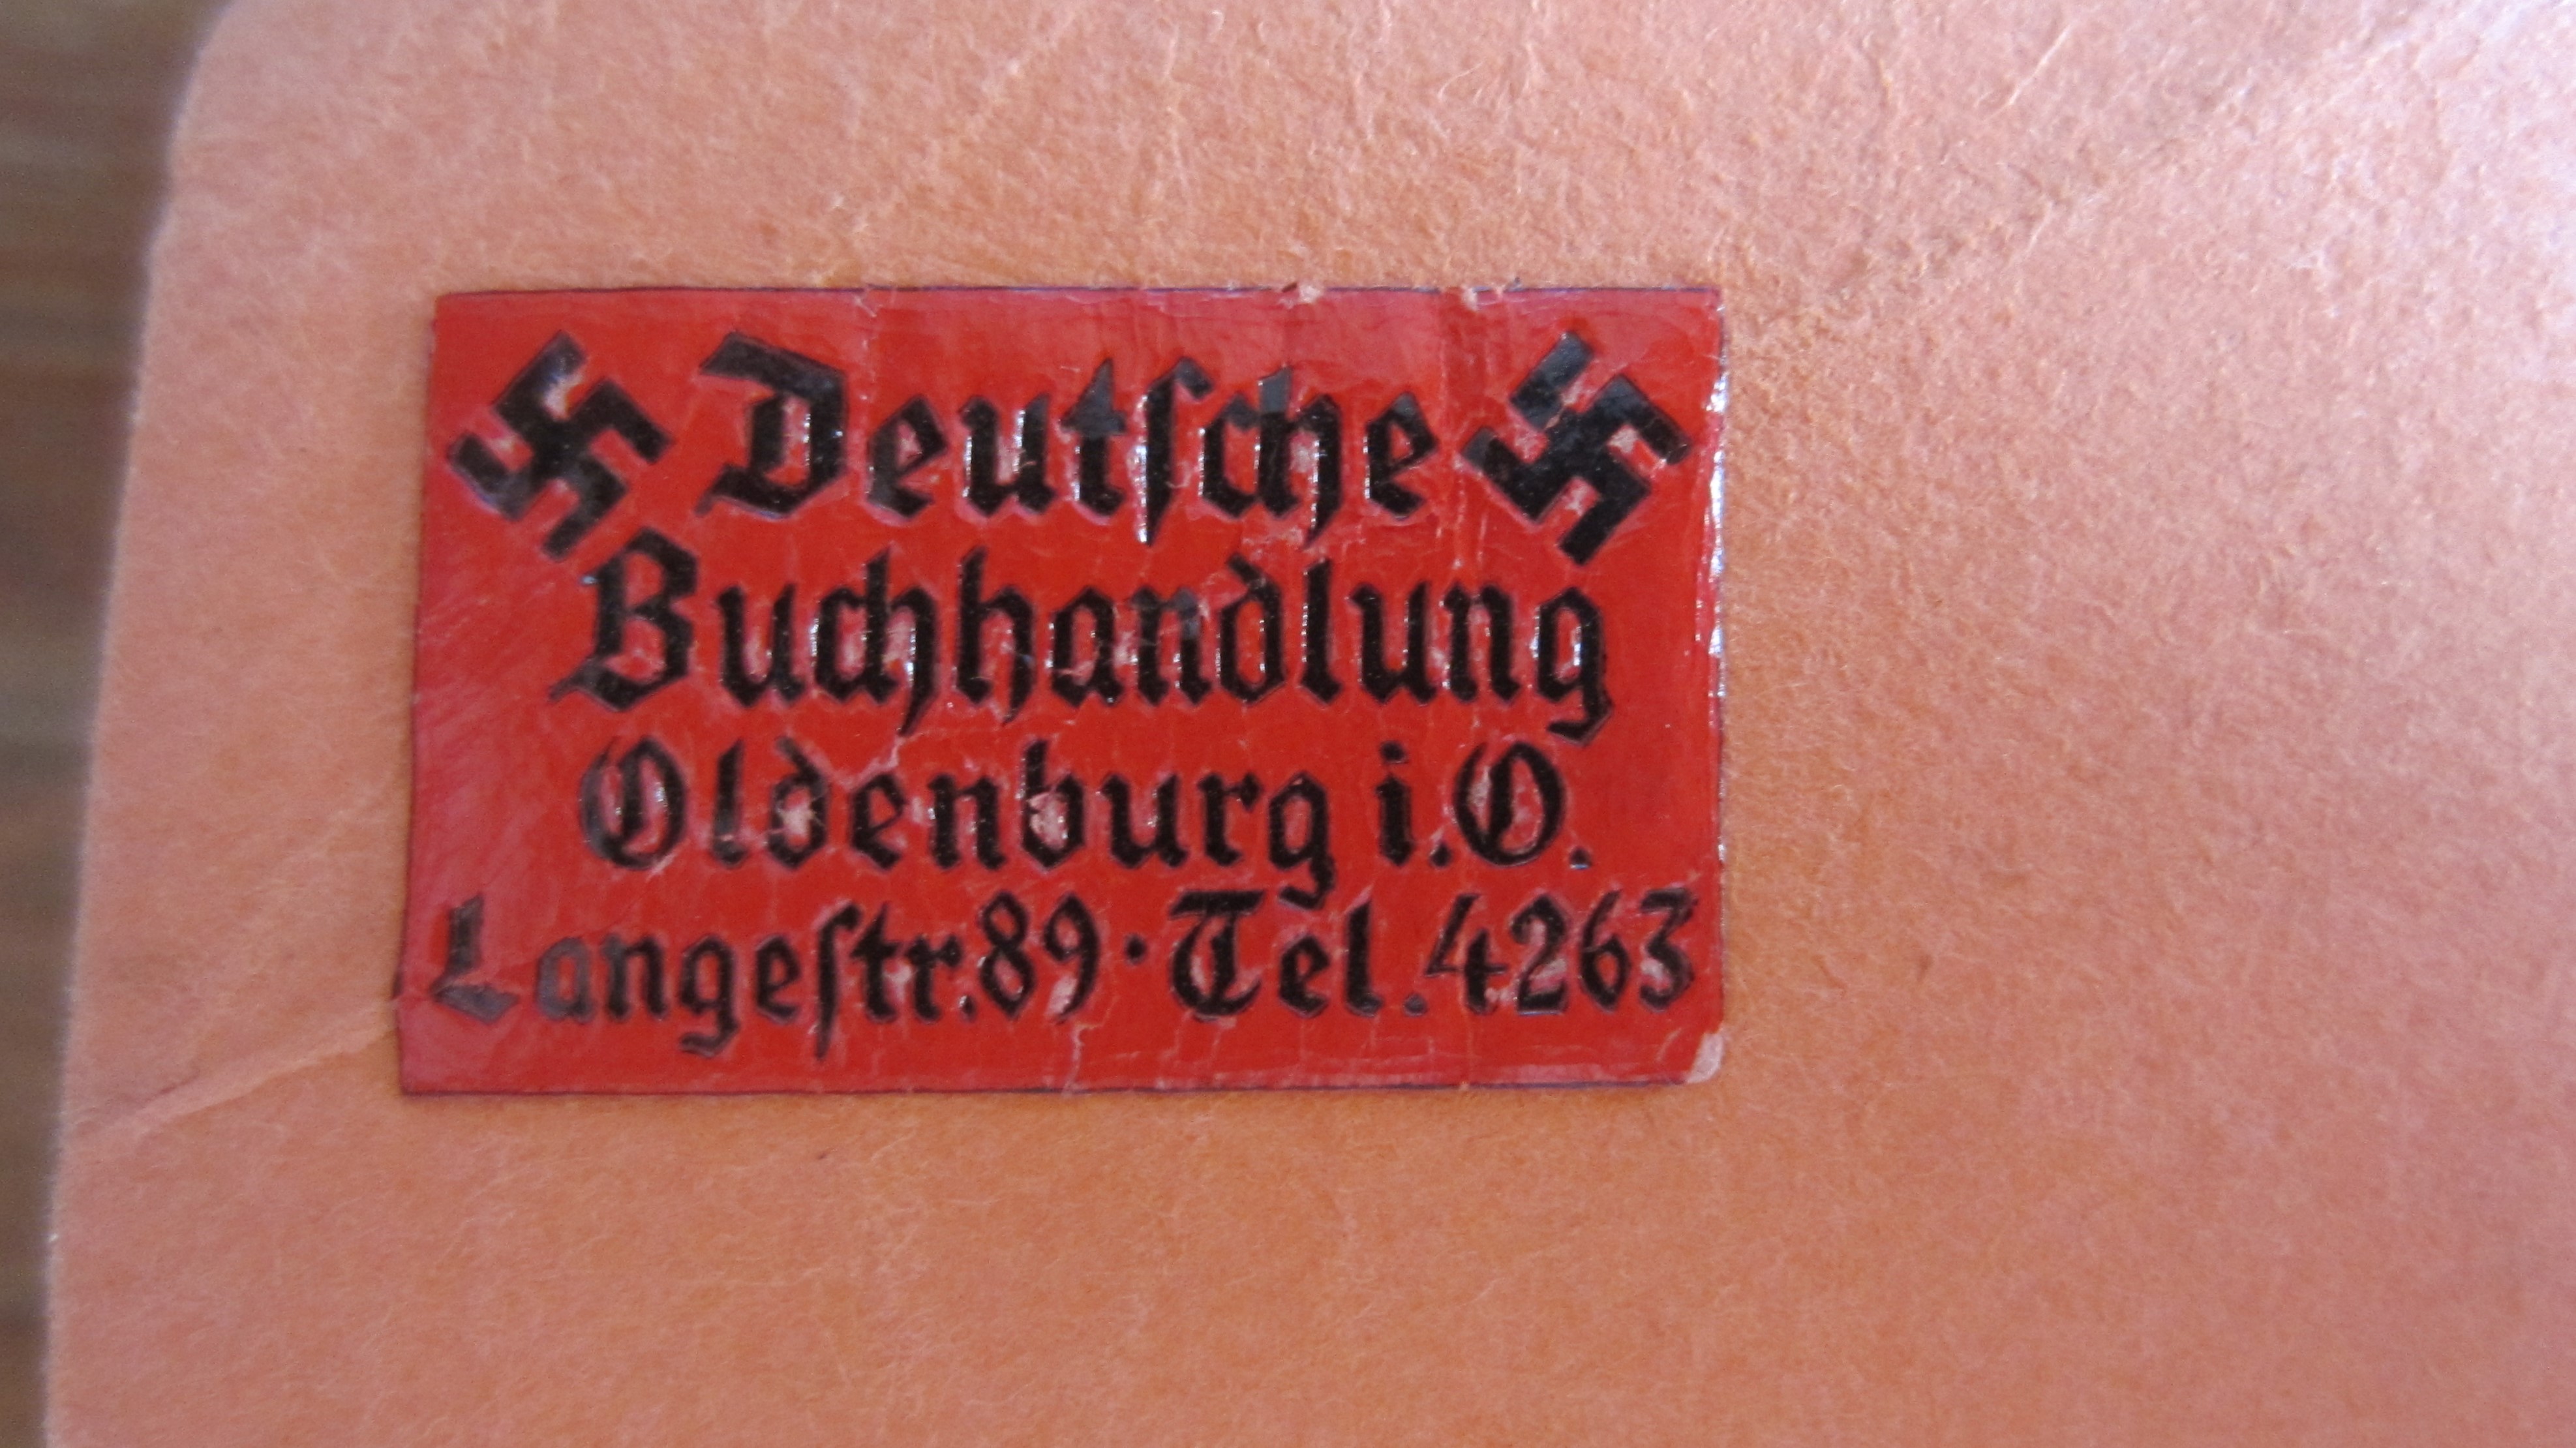 Deutſche
Buchhandlung
Oldenburg i.O.
Langeſtr.89·Tel.4263